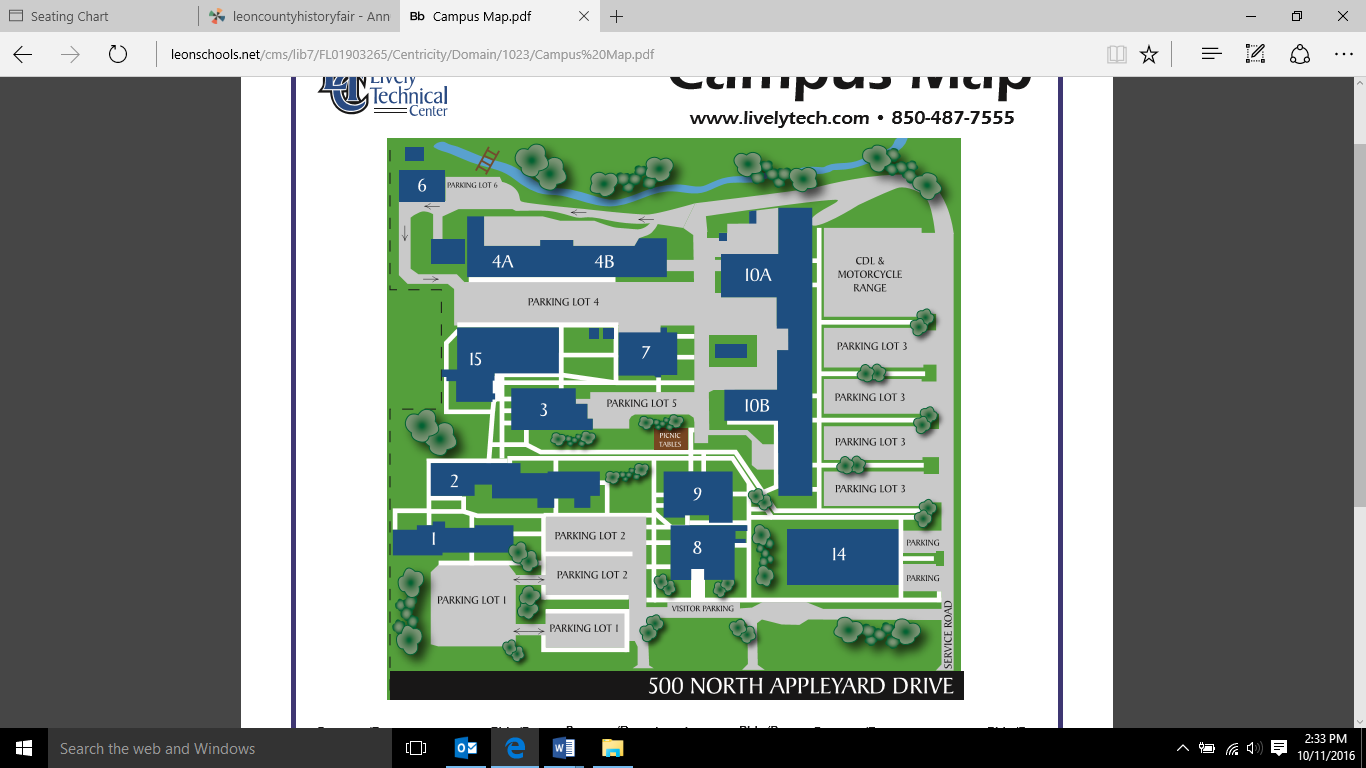 Seating Chart
leoncountyhistoryfair - Ann
Bb Campus Map.pdf
leonschools.net/cms/lib7/FL01903265/Centricity/Domain/1023/Campus%20Map.pdf
Lively
Technical
Center
Campus Map
www.livelytech.com • 850-487-7555
6
PARKING LOT 6
4A
4B
10A
CDL &
MOTORCYCLE
RANGE
PARKING LOT 4
15
7
PARKING LOT 3
3
PARKING LOT 5
10B
PARKING LOT 3
PICNIC
TABLES
PARKING LOT 3
2
9
PARKING LOT 3
1
PARKING LOT 2
8
14
PARKING
PARKING LOT 2
PARKING
PARKING LOT 1
VISITOR PARKING
PARKING LOT 1
SERVICE ROAD
500 NORTH APPLEYARD DRIVE
Search the web and Windows
2:33 PM
10/11/2016